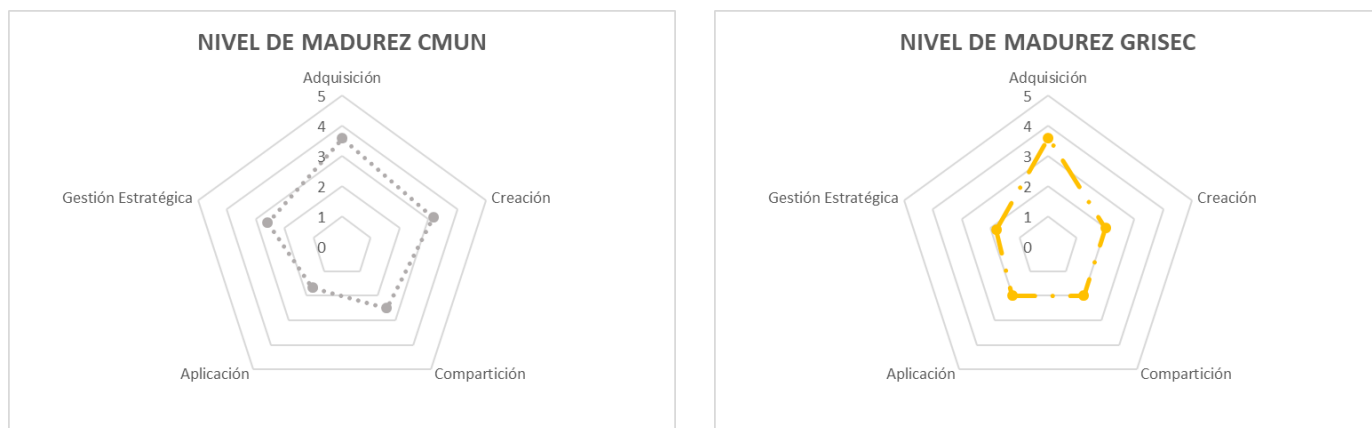 NIVEL DE MADUREZ CMUN
Adquisición
5
4
3
2
1
0
Creación
Compartición
Aplicación
Gestión Estratégica
NIVEL DE MADUREZ GRISEC
Adquisición
5
4
3
2
1
0
Creación
Compartición
Aplicación
Gestión Estratégica